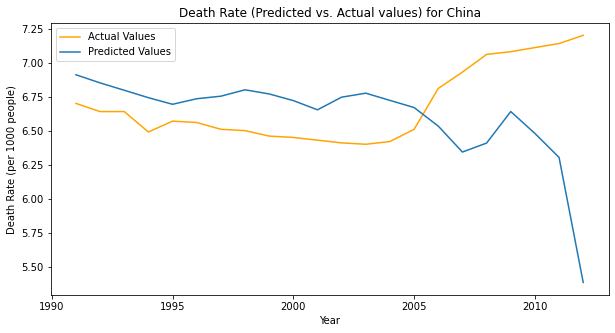 Death Rate (Predicted vs. Actual values) for China
Actual Values
Predicted Values
Death Rate (per 1000 people)
7.25
7.00
6.75
6.50
6.25
6.00
5.75
5.50
1990
1995
2000
2005
2010
Year